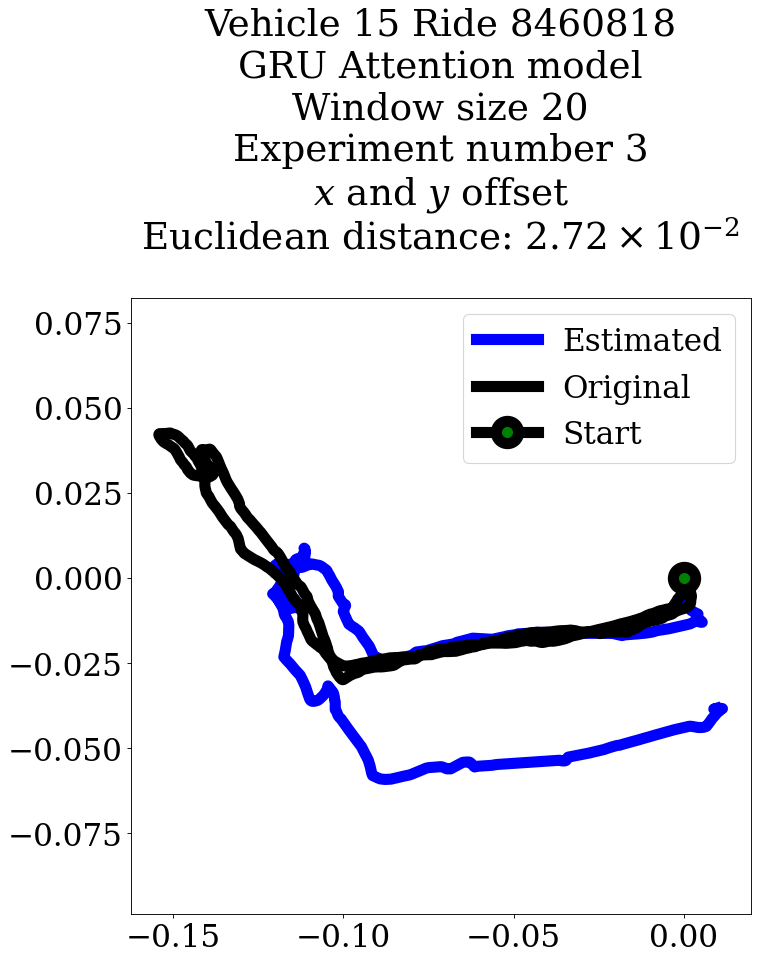 Vehicle 15 Ride 8460818
GRU Attention model
Window size 20
Experiment number 3
x and y offset
Euclidean distance: 2.72 × 10⁻²
Estimated
Original
Start
0.075
0.050
0.025
0.000
−0.025
−0.050
−0.075
−0.15
−0.10
−0.05
0.00